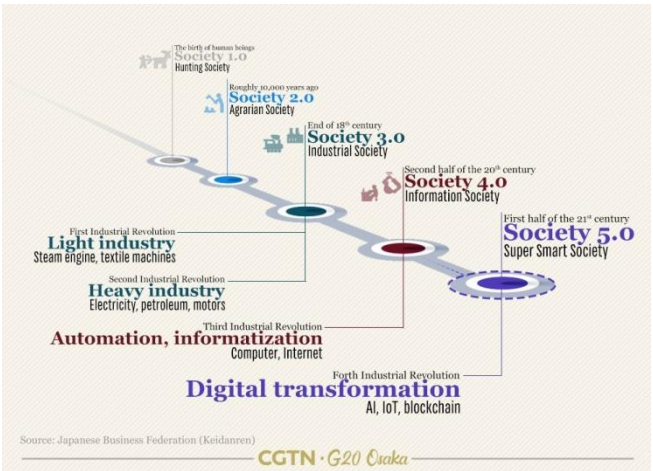 The birth of human beings
Society 1.0
Hunting Society
Roughly 10,000 years ago
Society 2.0
Agrarian Society
End of 18th century
Society 3.0
Industrial Society
Second half of the 20th century
Society 4.0
Information Society
First half of the 21st century
Society 5.0
Super Smart Society
First Industrial Revolution
Light industry
Steam engine, textile machines
Second Industrial Revolution
Heavy industry
Electricity, petroleum, motors
Third Industrial Revolution
Automation, informatization
Computer, Internet
Forth Industrial Revolution
Digital transformation
AI, IoT, blockchain
Source: Japanese Business Federation (Keidanren)
CGTN · G20 Osaka